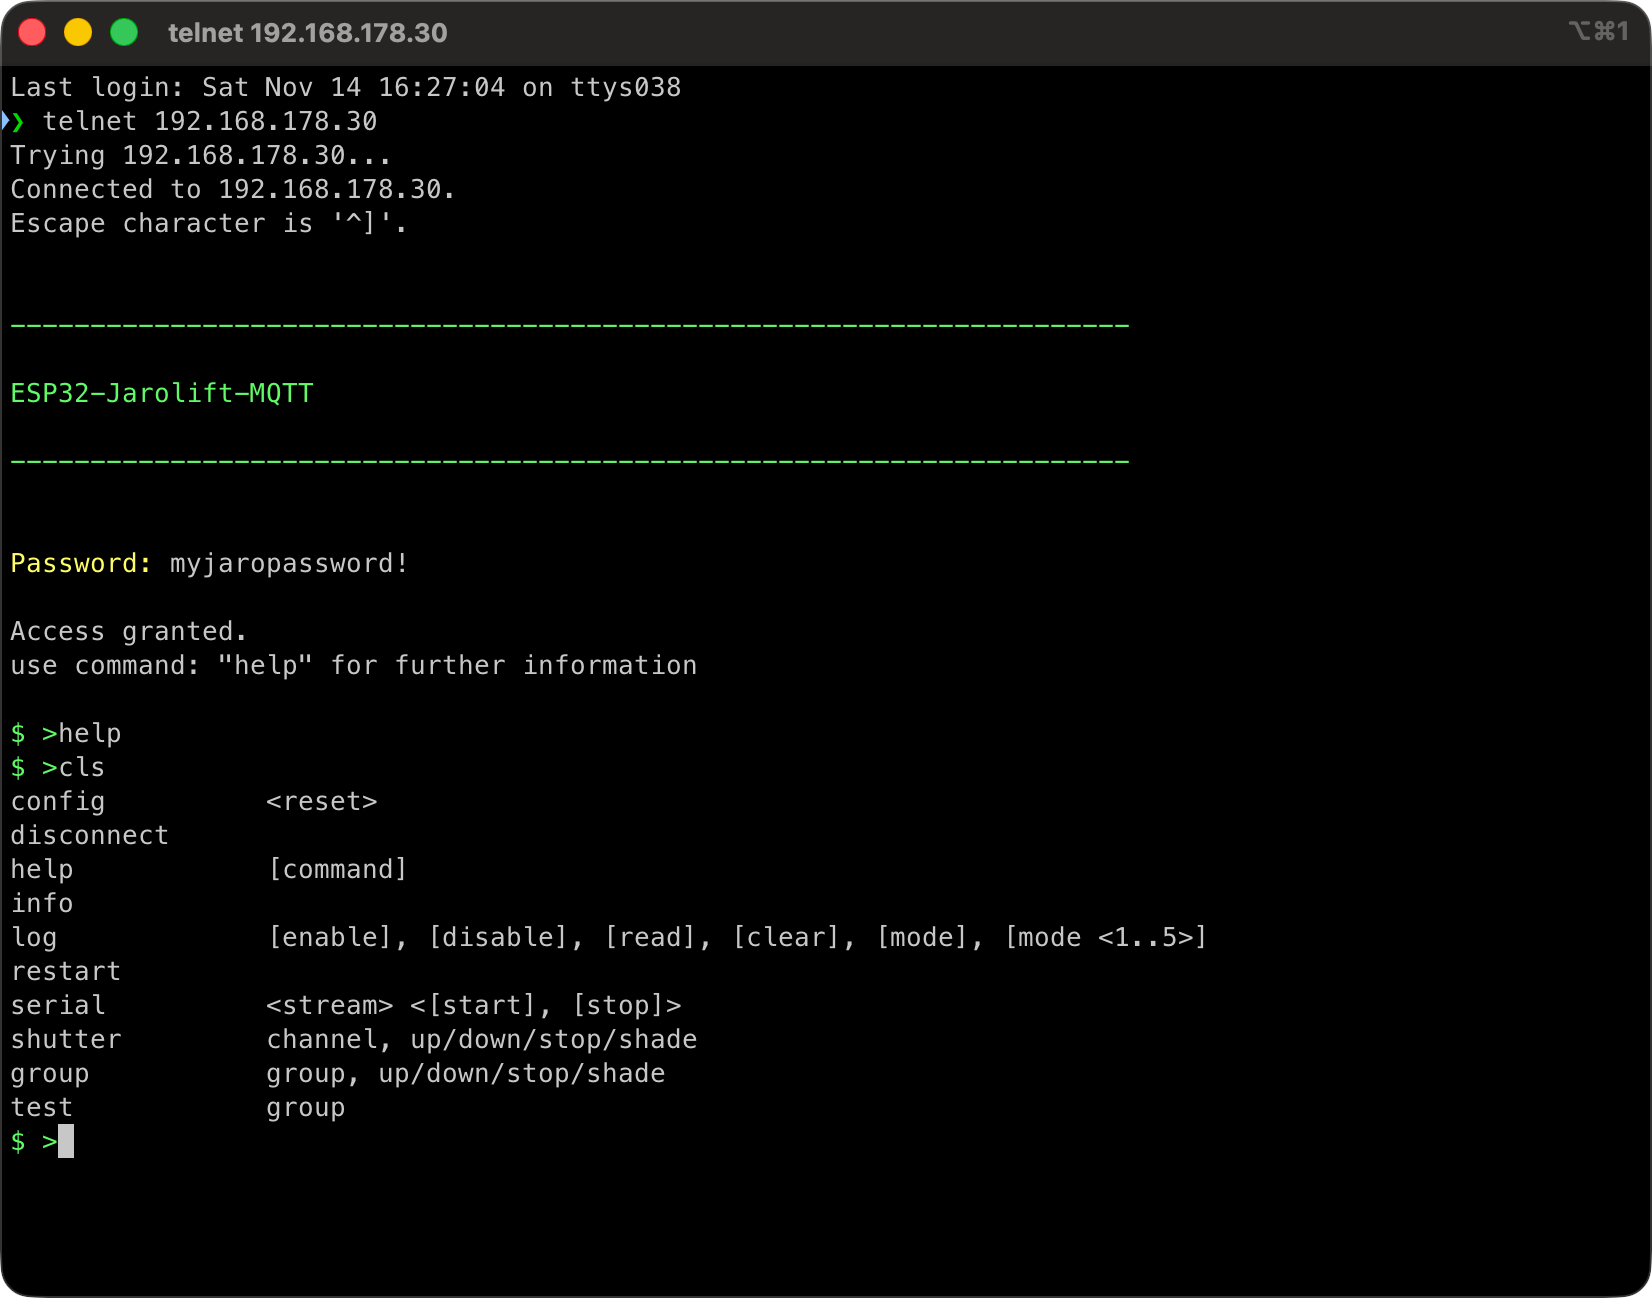 telnet 192.168.178.30
⌥⌘1
Last login: Sat Nov 14 16:27:04 on ttys038
❯ telnet 192.168.178.30
Trying 192.168.178.30...
Connected to 192.168.178.30.
Escape character is '^]'.
----------------------------------------------------------------------
ESP32-Jarolift-MQTT
----------------------------------------------------------------------
Password: myjaropassword!
Access granted.
use command: "help" for further information
$ >help
$ >cls
config          <reset>
disconnect
help            [command]
info
log             [enable], [disable], [read], [clear], [mode], [mode <1..5>]
restart
serial          <stream> <[start], [stop]>
shutter         channel, up/down/stop/shade
group           group, up/down/stop/shade
test            group
$ >